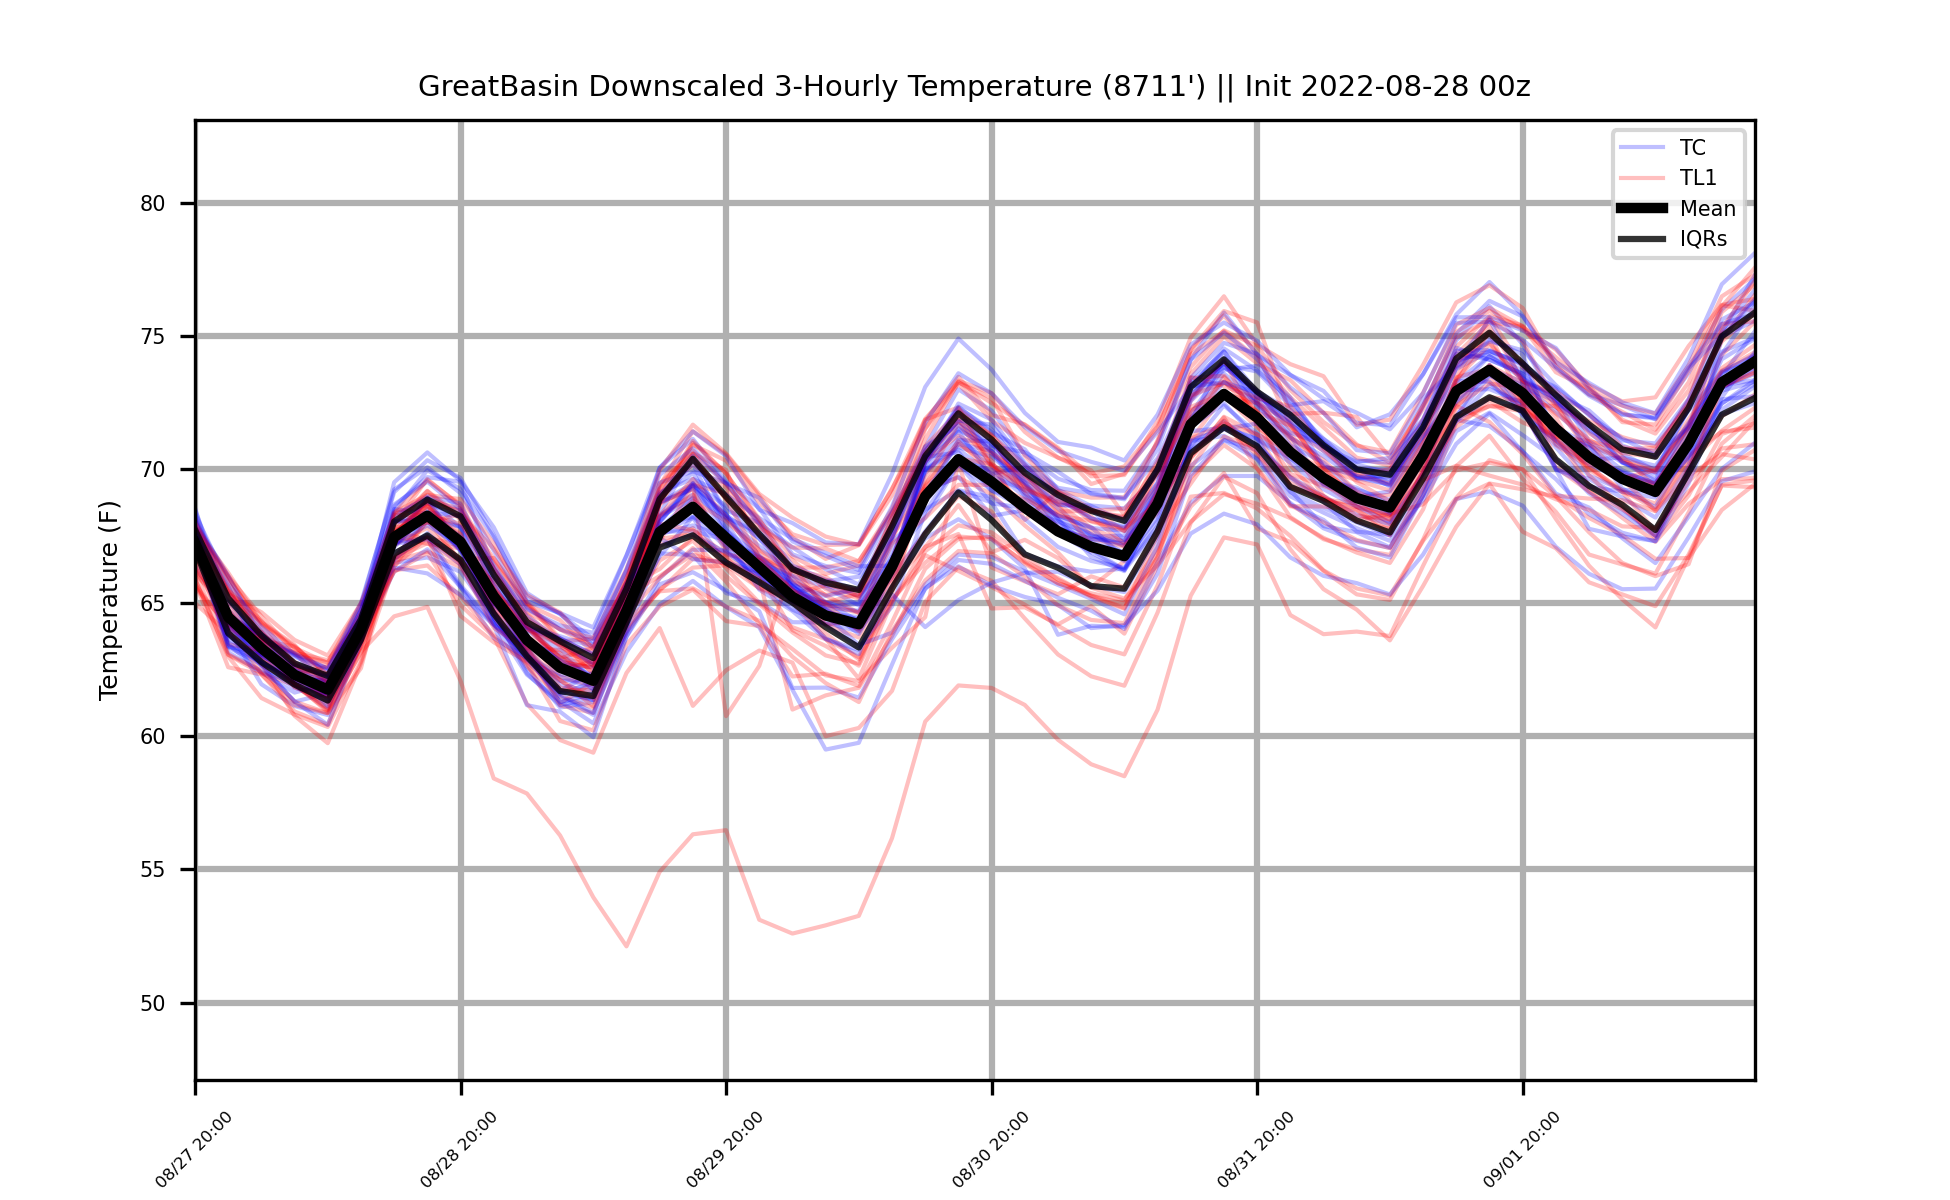 GreatBasin Downscaled 3-Hourly Temperature (8711') || Init 2022-08-28 00z
TC
TL1
Mean
IQRs
Temperature (F)
80
75
70
65
60
55
50
08/27 20:00
08/28 20:00
08/29 20:00
08/30 20:00
08/31 20:00
09/01 20:00